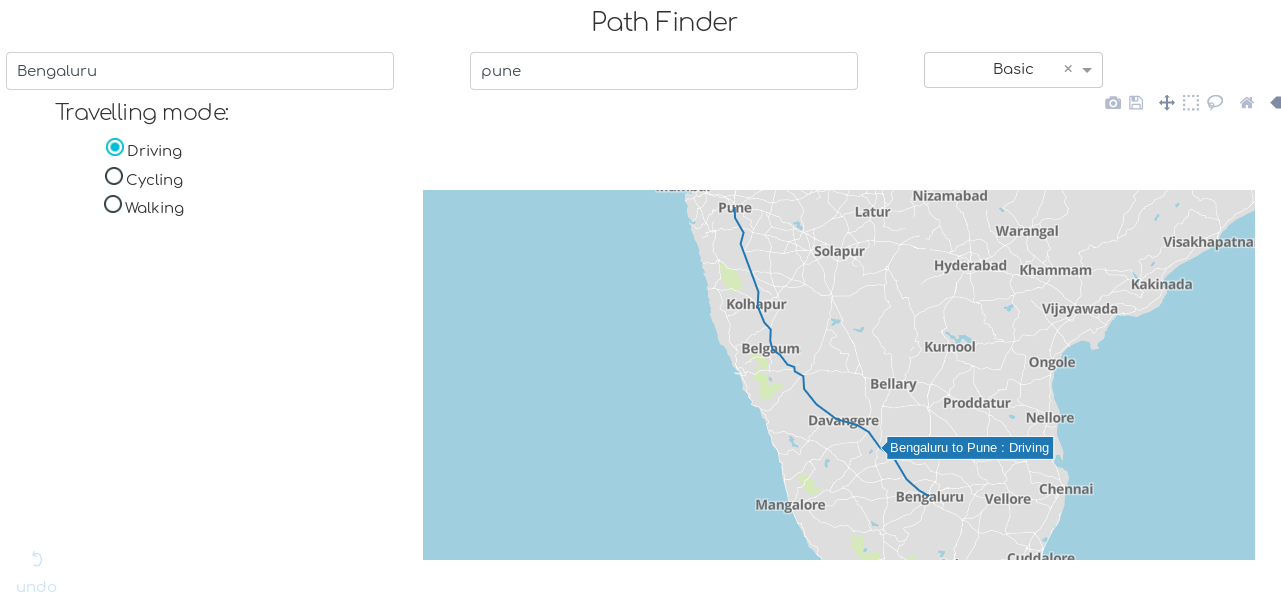 Path Finder
Bengaluru
pune
Basic ×
Travelling mode:
Driving
Cycling
Walking
Mumbai
Nizamabad
Pune
Latur
Warangal
Solapur
Visakhapatna
Hyderabad
Khammam
Kakinada
Kolhapur
Vijayawada
Belgaum
Kurnool
Ongole
Bellary
Proddatur
Davangere
Nellore
Bengaluru to Pune : Driving
Chennai
Bengaluru
Vellore
Mangalore
Cuddalore
undo